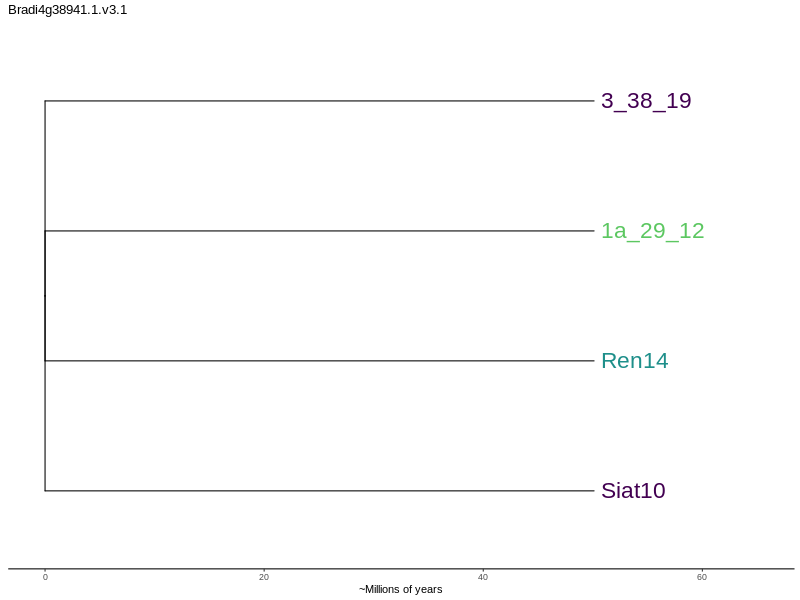 Bradi4g38941.1.v3.1
3_38_19
1a_29_12
Ren14
Siat10
0 20 40 60
~Millions of years